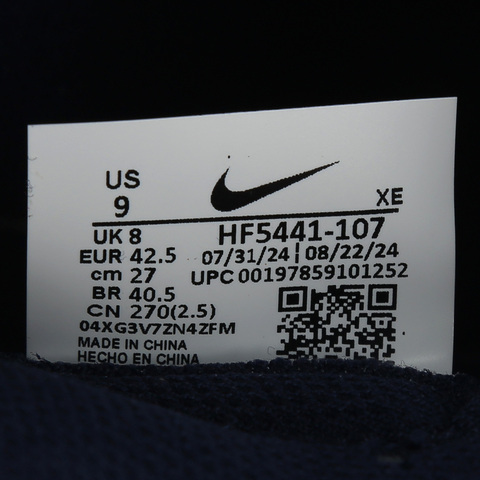 US
9
XE
UK 8
HF5441-107
EUR 42.5
07/31/24 | 08/22/24
cm 27
UPC 00197859101252
BR 40.5
CN 270(2.5)
04XG3V7ZN4ZFM
MADE IN CHINA
HECHO EN CHINA